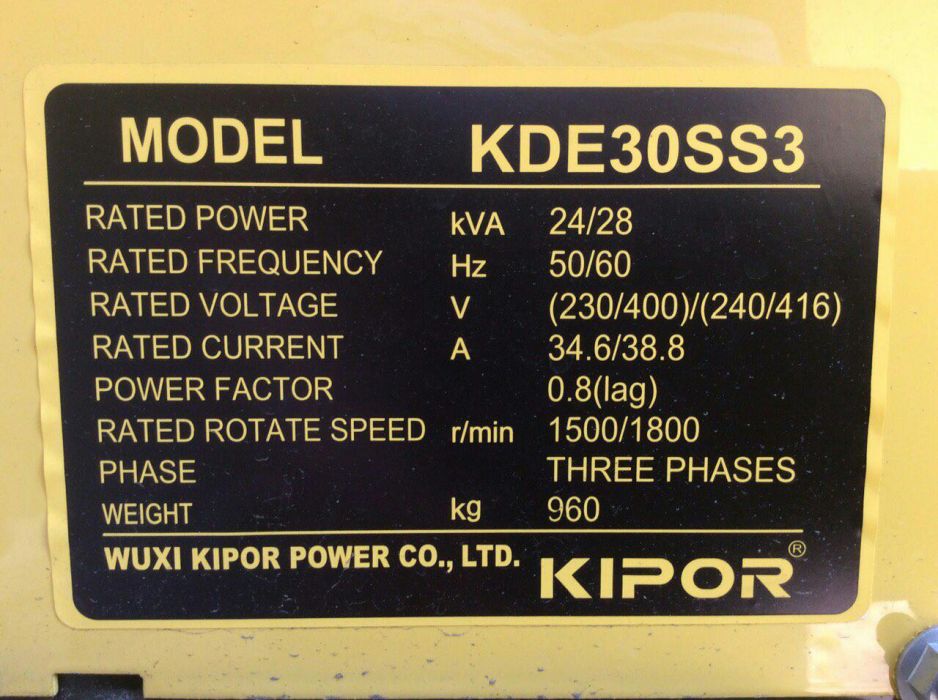 MODEL KDE30SS3
RATED POWER kVA 24/28
RATED FREQUENCY Hz 50/60
RATED VOLTAGE V (230/400)/(240/416)
RATED CURRENT A 34.6/38.8
POWER FACTOR 0.8(lag)
RATED ROTATE SPEED r/min 1500/1800
PHASE THREE PHASES
WEIGHT kg 960
WUXI KIPOR POWER CO., LTD. KIPOR®